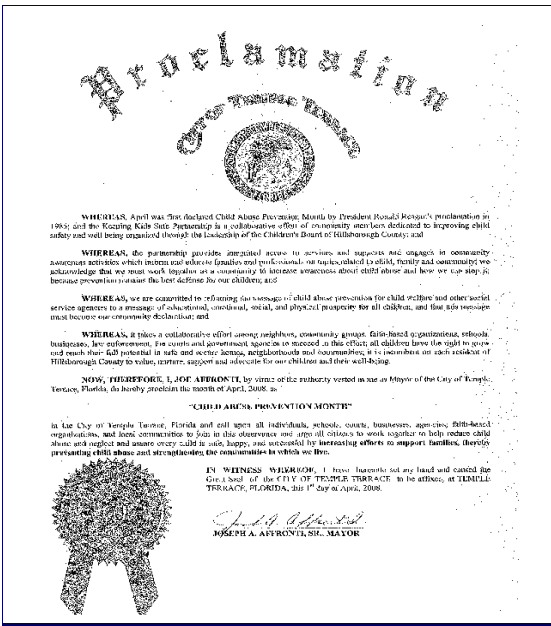 Proclamation
CITY OF TEMPLE TERRACE
WHEREAS, April was first declared Child Abuse Prevention Month by President Ronald Reagan's proclamation in
1985; and the Keeping Kids Safe Partnership is a collaborative effort of community members dedicated to improving child
safety and well being organized through the leadership of the Children's Board of Hillsborough County; and
WHEREAS, the partnership provides integrated access to services and supports and engages in community
awareness activities which inform and educate families and professionals on topics related to child, family and community; we
acknowledge that we must work together as a community to increase awareness about child abuse and how we can stop it;
because prevention remains the best defense for our children; and
WHEREAS, we are committed to reframing the message of child abuse prevention for child welfare and other social
service agencies to a message of educational, emotional, social, and physical prosperity for all children, and that this message
must become our community declaration; and
WHEREAS, it takes a collaborative effort among neighbors, community groups, faith-based organizations, schools,
businesses, law enforcement, the courts and government agencies to succeed in this effort; all children have the right to grow
and reach their full potential in safe and secure homes, neighborhoods and communities; it is incumbent on each resident of
Hillsborough County to value, nurture, support and advocate for our children and their well-being.
NOW, THEREFORE, I, JOE AFFRONTI, by virtue of the authority vested in me as Mayor of the City of Temple
Terrace, Florida, do hereby proclaim the month of April, 2008, as
"CHILD ABUSE PREVENTION MONTH"
in the City of Temple Terrace, Florida and call upon all individuals, schools, courts, businesses, agencies, faith-based
organizations, and local communities to join in this observance and urge all citizens to work together to help reduce child
abuse and neglect and assure every child is safe, happy, and successful by increasing efforts to support families, thereby
preventing child abuse and strengthening the communities in which we live.
IN WITNESS WHEREOF, I have hereunto set my hand and caused the
Great Seal of the CITY OF TEMPLE TERRACE to be affixed, at TEMPLE
TERRACE, FLORIDA, this 1st day of April, 2008.
JOSEPH A. AFFRONTI, SR., MAYOR